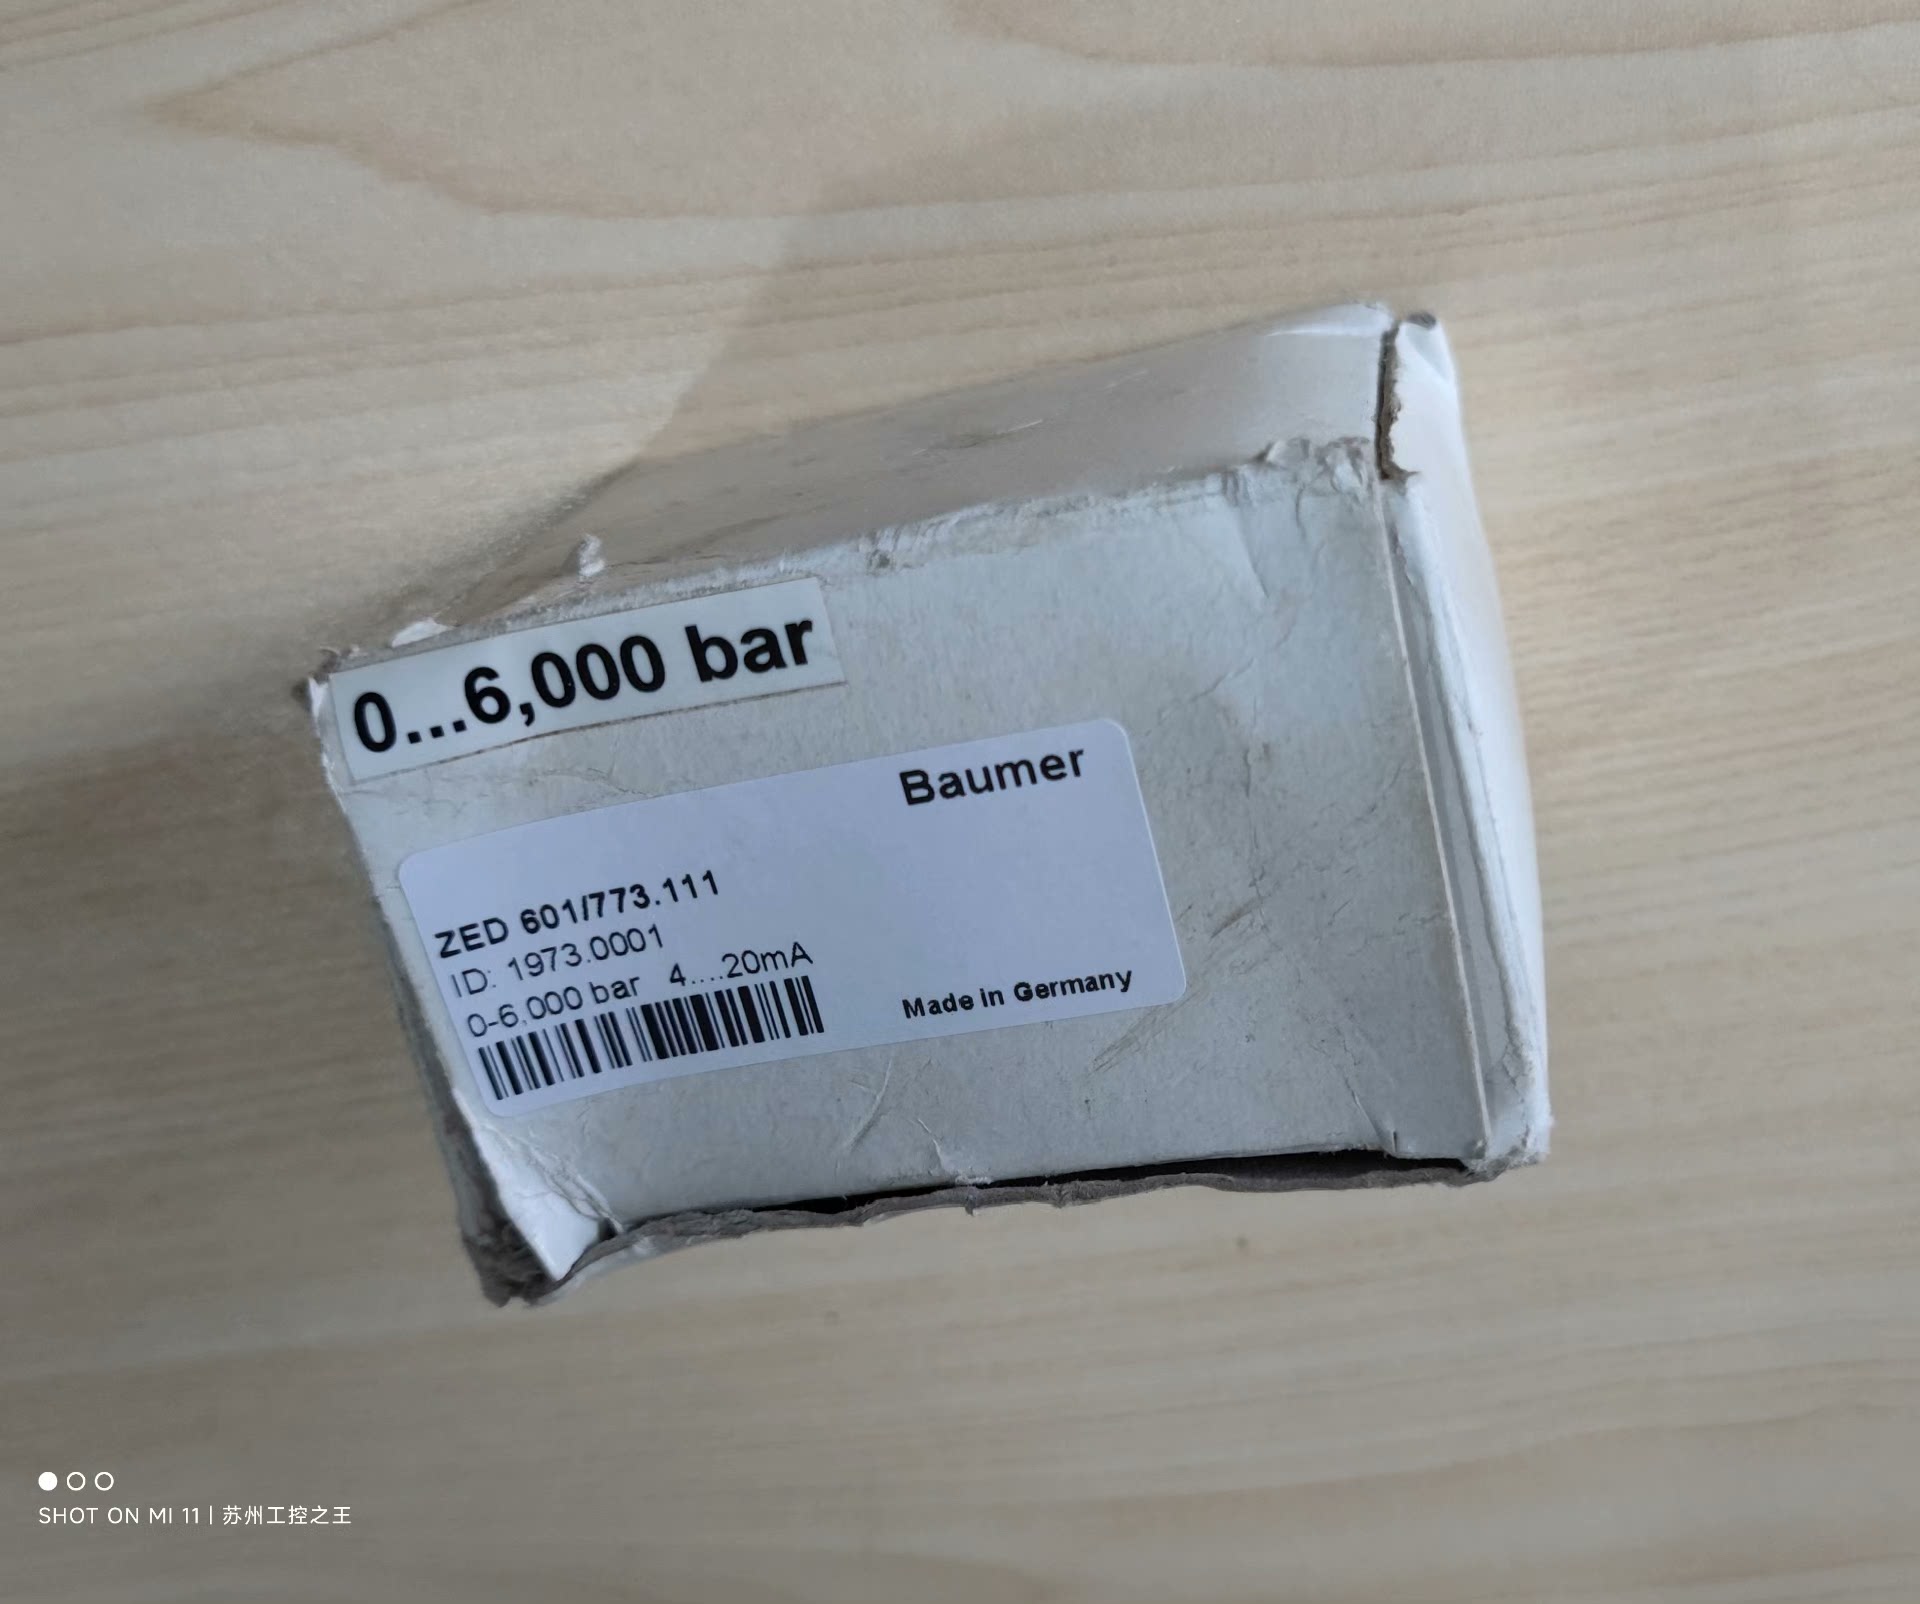 0...6,000 bar
Baumer
ZED 601/773.111
ID: 1973.0001
0-6,000 bar 4....20mA
Made in Germany
SHOT ON MI 11 | 苏州工控之王